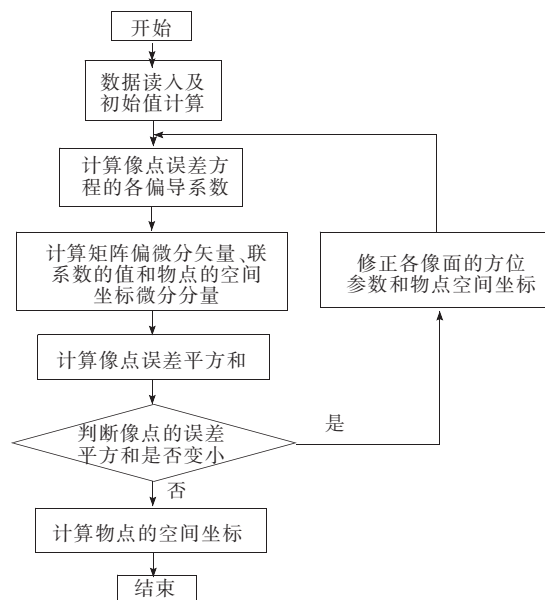 开始
数据读入及
初始值计算
计算像点误差方
程的各偏导系数
计算矩阵偏微分矢量、联
系数的值和物点的空间
坐标微分分量
修正各像面的方位
参数和物点空间坐标
计算像点误差平方和
判断像点的误差
平方和是否变小
是
否
计算物点的空间坐标
结束